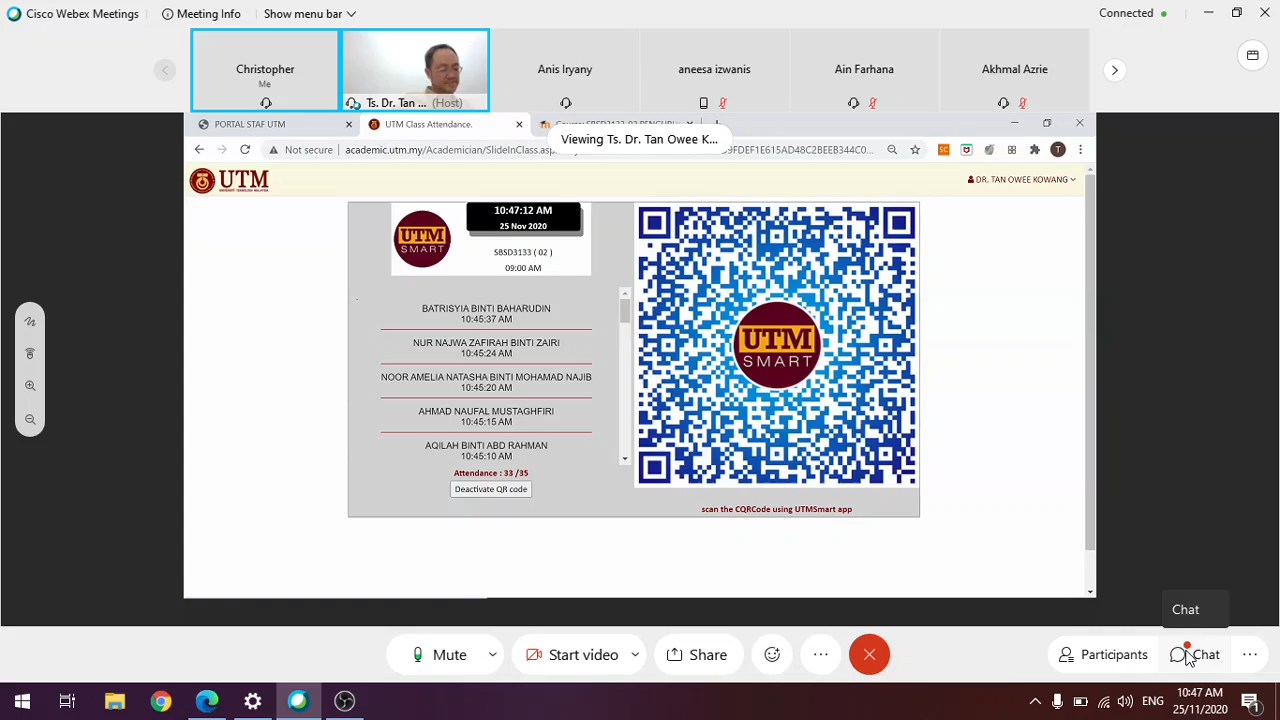 Cisco Webex Meetings
Meeting Info
Show menu bar
Connected
Christopher
Me
Ts. Dr. Tan ... (Host)
Anis Iryany
aneesa izwanis
Ain Farhana
Akhmal Azrie
PORTAL STAF UTM
UTM Class Attendance.
Viewing Ts. Dr. Tan Owee K...
Not secure
academic.utm.my/Academician/SlideInClass.asp
T
UTM
UNIVERSITI TEKNOLOGI MALAYSIA
DR. TAN OWEE KOWANG
UTM
SMART
10:47:12 AM
25 Nov 2020
SBSD3133 ( 02 )
09:00 AM
BATRISYIA BINTI BAHARUDIN
10:45:37 AM
NUR NAJWA ZAFIRAH BINTI ZAIRI
10:45:24 AM
NOOR AMELIA NATASHA BINTI MOHAMAD NAJIB
10:45:20 AM
AHMAD NAUFAL MUSTAGHFIRI
10:45:15 AM
AQILAH BINTI ABD RAHMAN
10:45:10 AM
Attendance : 33 /35
Deactivate QR code
UTM
SMART
scan the CQRCode using UTMSmart app
Chat
Mute
Start video
Share
Participants
Chat
ENG
10:47 AM
25/11/2020
1